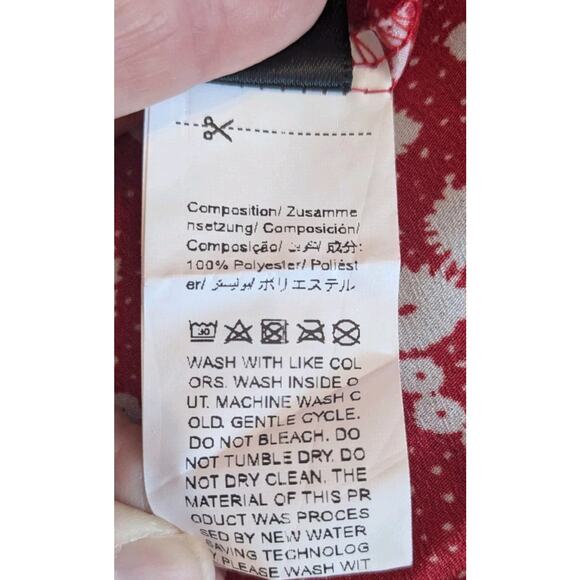 Composition/ Zusamme
nsetzung/ Composición/
Composição/ تكوين/ 成分:
100% Polyester/ Poliést
er/ بوليستر/ ポリエステル
30
WASH WITH LIKE COL
ORS. WASH INSIDE O
UT. MACHINE WASH C
OLD. GENTLE CYCLE.
DO NOT BLEACH. DO
NOT TUMBLE DRY. DO
NOT DRY CLEAN. THE
MATERIAL OF THIS PR
ODUCT WAS PROCES
SED BY NEW WATER
SAVING TECHNOLOG
Y. PLEASE WASH WIT